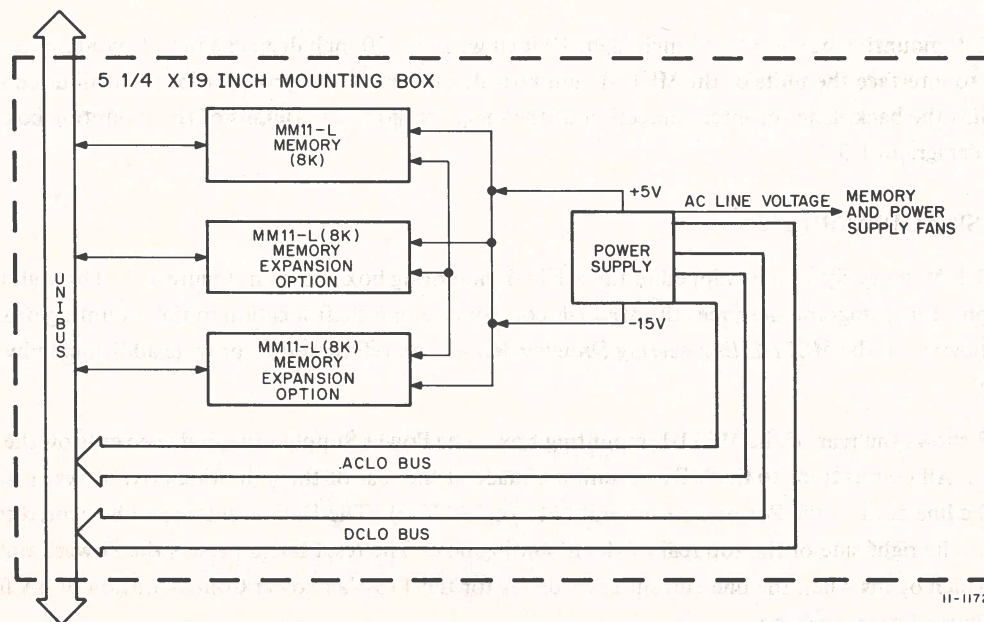 5 1/4 X 19 INCH MOUNTING BOX
MM11-L
MEMORY
(8K)
MM11-L(8K)
MEMORY
EXPANSION
OPTION
MM11-L(8K)
MEMORY
EXPANSION
OPTION
UNIBUS
+5V
POWER
SUPPLY
-15V
AC LINE VOLTAGE
MEMORY
AND POWER
SUPPLY FANS
.ACLO BUS
DCLO BUS
11-1172